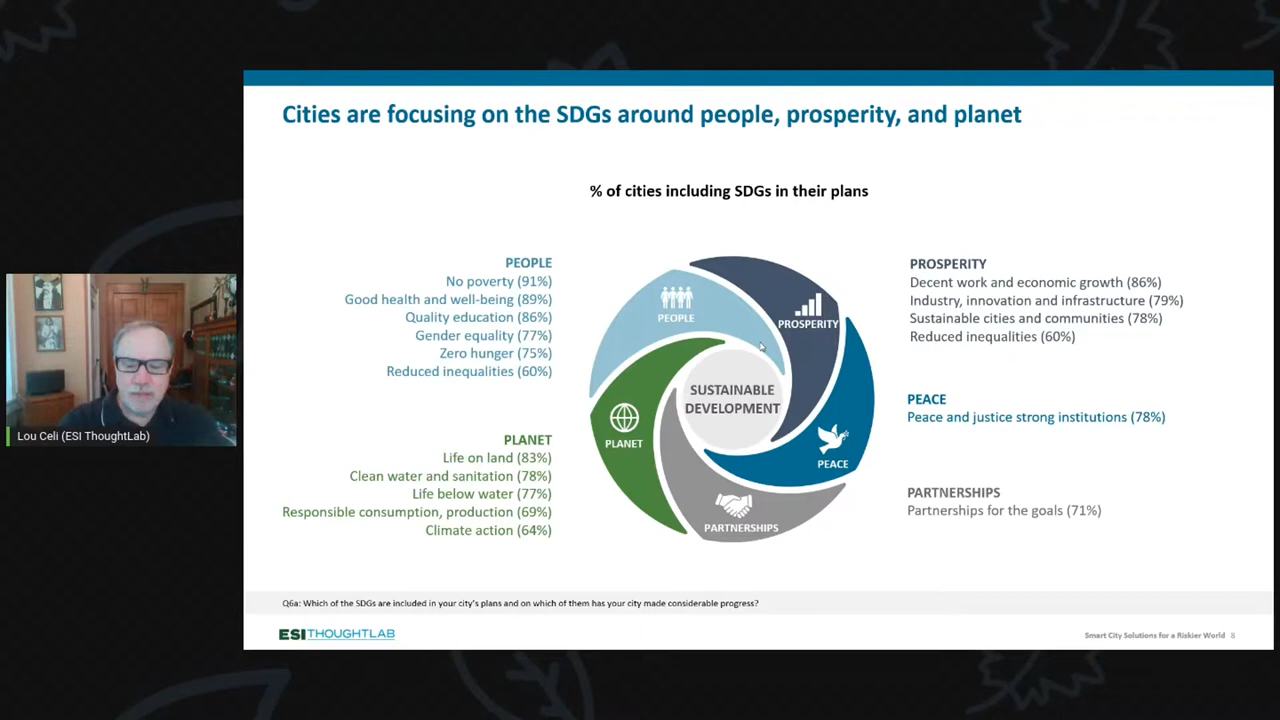 Cities are focusing on the SDGs around people, prosperity, and planet
% of cities including SDGs in their plans
PEOPLE
No poverty (91%)
Good health and well-being (89%)
Quality education (86%)
Gender equality (77%)
Zero hunger (75%)
Reduced inequalities (60%)
PLANET
Life on land (83%)
Clean water and sanitation (78%)
Life below water (77%)
Responsible consumption, production (69%)
Climate action (64%)
PEOPLE
PROSPERITY
SUSTAINABLE
DEVELOPMENT
PLANET
PEACE
PARTNERSHIPS
PROSPERITY
Decent work and economic growth (86%)
Industry, innovation and infrastructure (79%)
Sustainable cities and communities (78%)
Reduced inequalities (60%)
PEACE
Peace and justice strong institutions (78%)
PARTNERSHIPS
Partnerships for the goals (71%)
Lou Celi (ESI ThoughtLab)
Q6a: Which of the SDGs are included in your city's plans and on which of them has your city made considerable progress?
ESITHOUGHTLAB
Smart City Solutions for a Riskier World 8